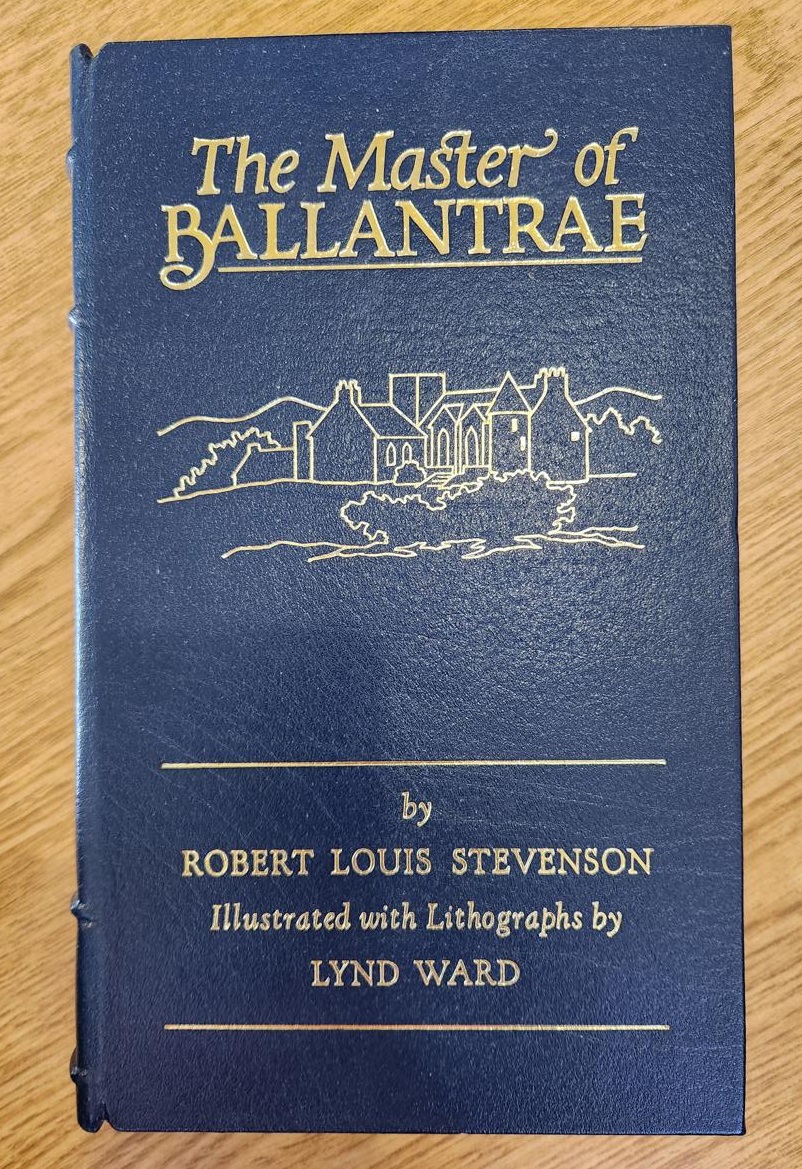 The Master of
BALLANTRAE
by
ROBERT LOUIS STEVENSON
Illustrated with Lithographs by
LYND WARD